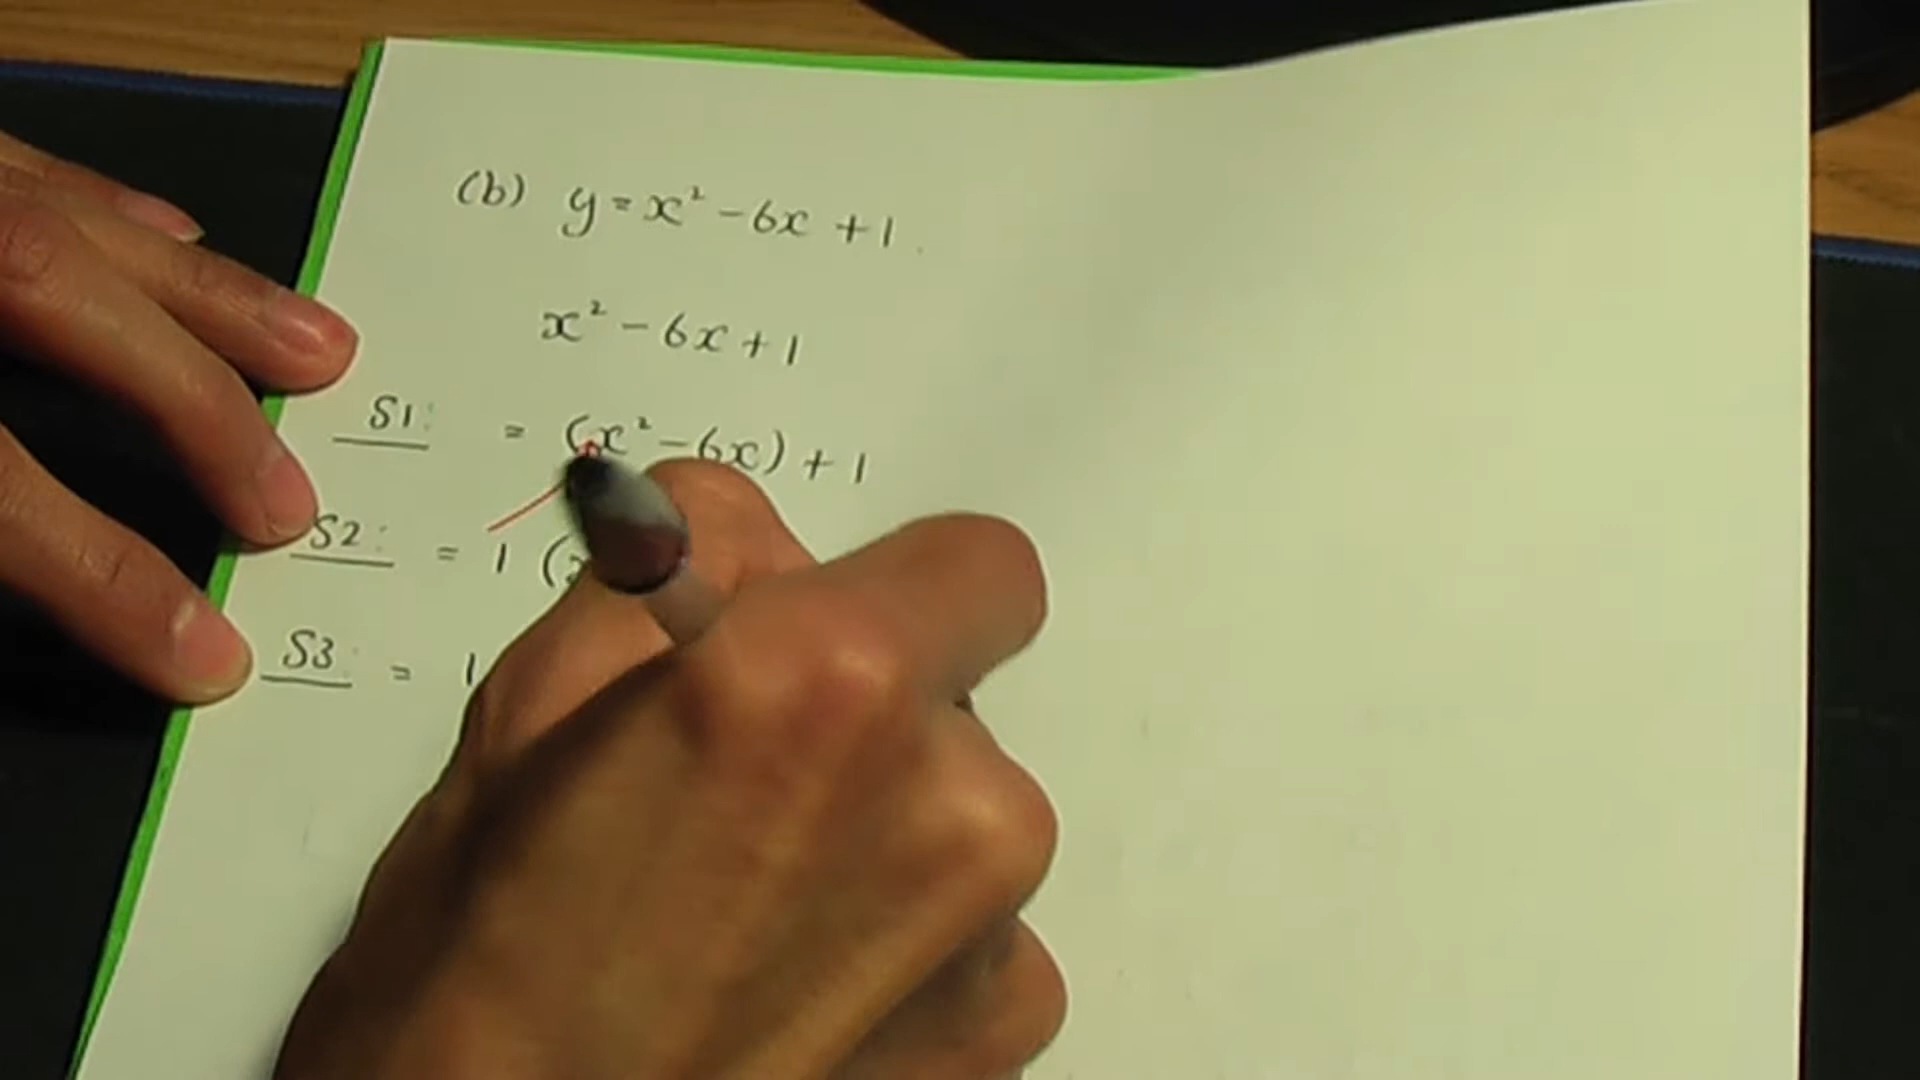 (b) y = x² - 6x + 1
x² - 6x + 1
S1: = (x² - 6x) + 1
S2: = 1 (
S3: = 1